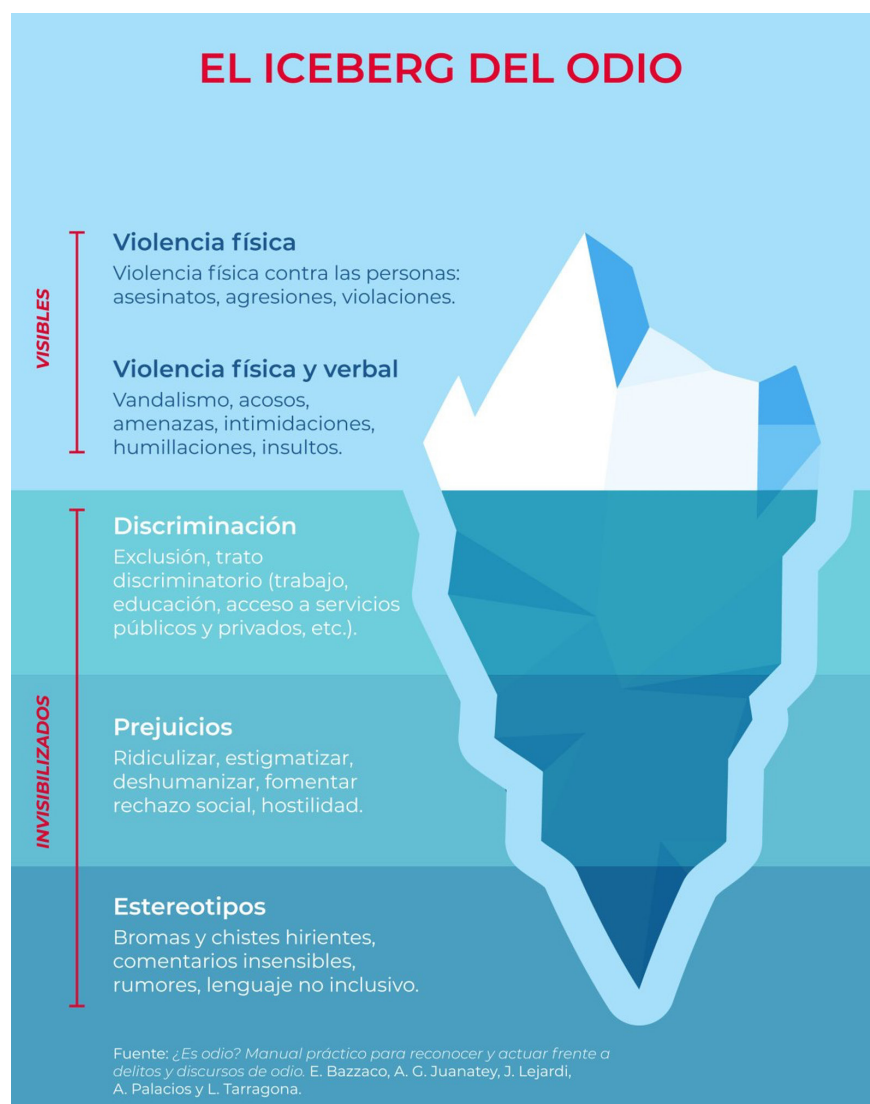 EL ICEBERG DEL ODIO
VISIBLES
Violencia física
Violencia física contra las personas:
asesinatos, agresiones, violaciones.
Violencia física y verbal
Vandalismo, acosos,
amenazas, intimidaciones,
humillaciones, insultos.
INVISIBILIZADOS
Discriminación
Exclusión, trato
discriminatorio (trabajo,
educación, acceso a servicios
públicos y privados, etc.).
Prejuicios
Ridiculizar, estigmatizar,
deshumanizar, fomentar
rechazo social, hostilidad.
Estereotipos
Bromas y chistes hirientes,
comentarios insensibles,
rumores, lenguaje no inclusivo.
Fuente: ¿Es odio? Manual práctico para reconocer y actuar frente a
delitos y discursos de odio. E. Bazzaco, A. G. Juanatey, J. Lejardi,
A. Palacios y L. Tarragona.